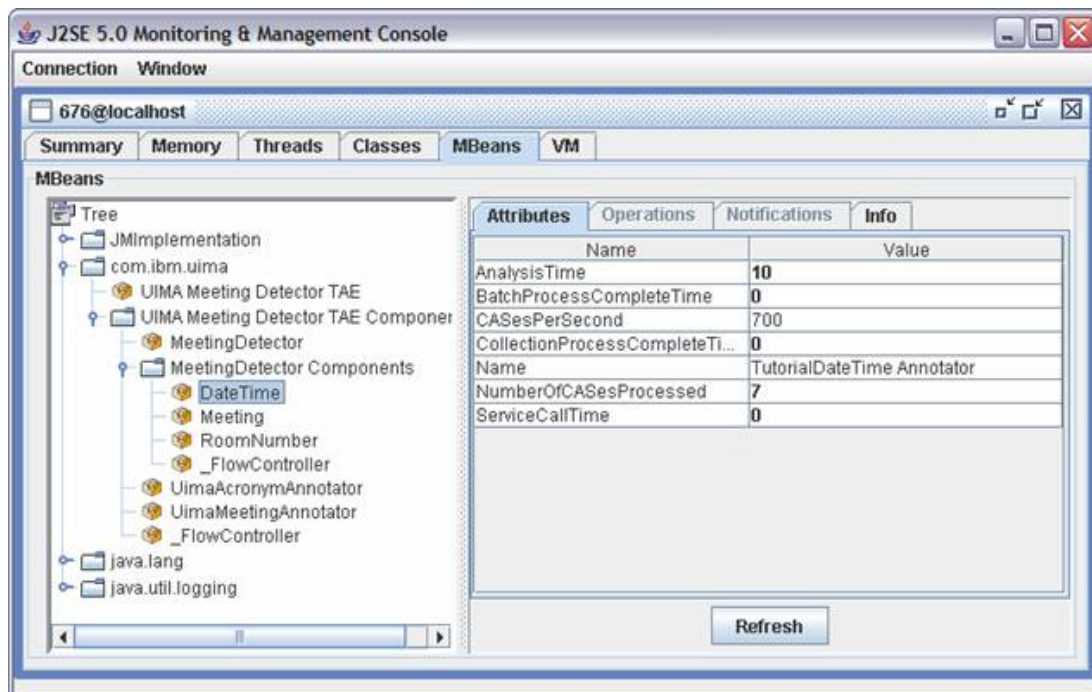 J2SE 5.0 Monitoring & Management Console
Connection Window
676@localhost
Summary Memory Threads Classes MBeans VM
MBeans
Tree
JMImplementation
com.ibm.uima
UIMA Meeting Detector TAE
UIMA Meeting Detector TAE Componer
MeetingDetector
MeetingDetector Components
DateTime
Meeting
RoomNumber
_FlowController
UimaAcronymAnnotator
UimaMeetingAnnotator
_FlowController
java.lang
java.util.logging
Attributes Operations Notifications Info
Name Value
AnalysisTime 10
BatchProcessCompleteTime 0
CASesPerSecond 700
CollectionProcessCompleteTi... 0
Name TutorialDateTime Annotator
NumberOfCASesProcessed 7
ServiceCallTime 0
Refresh